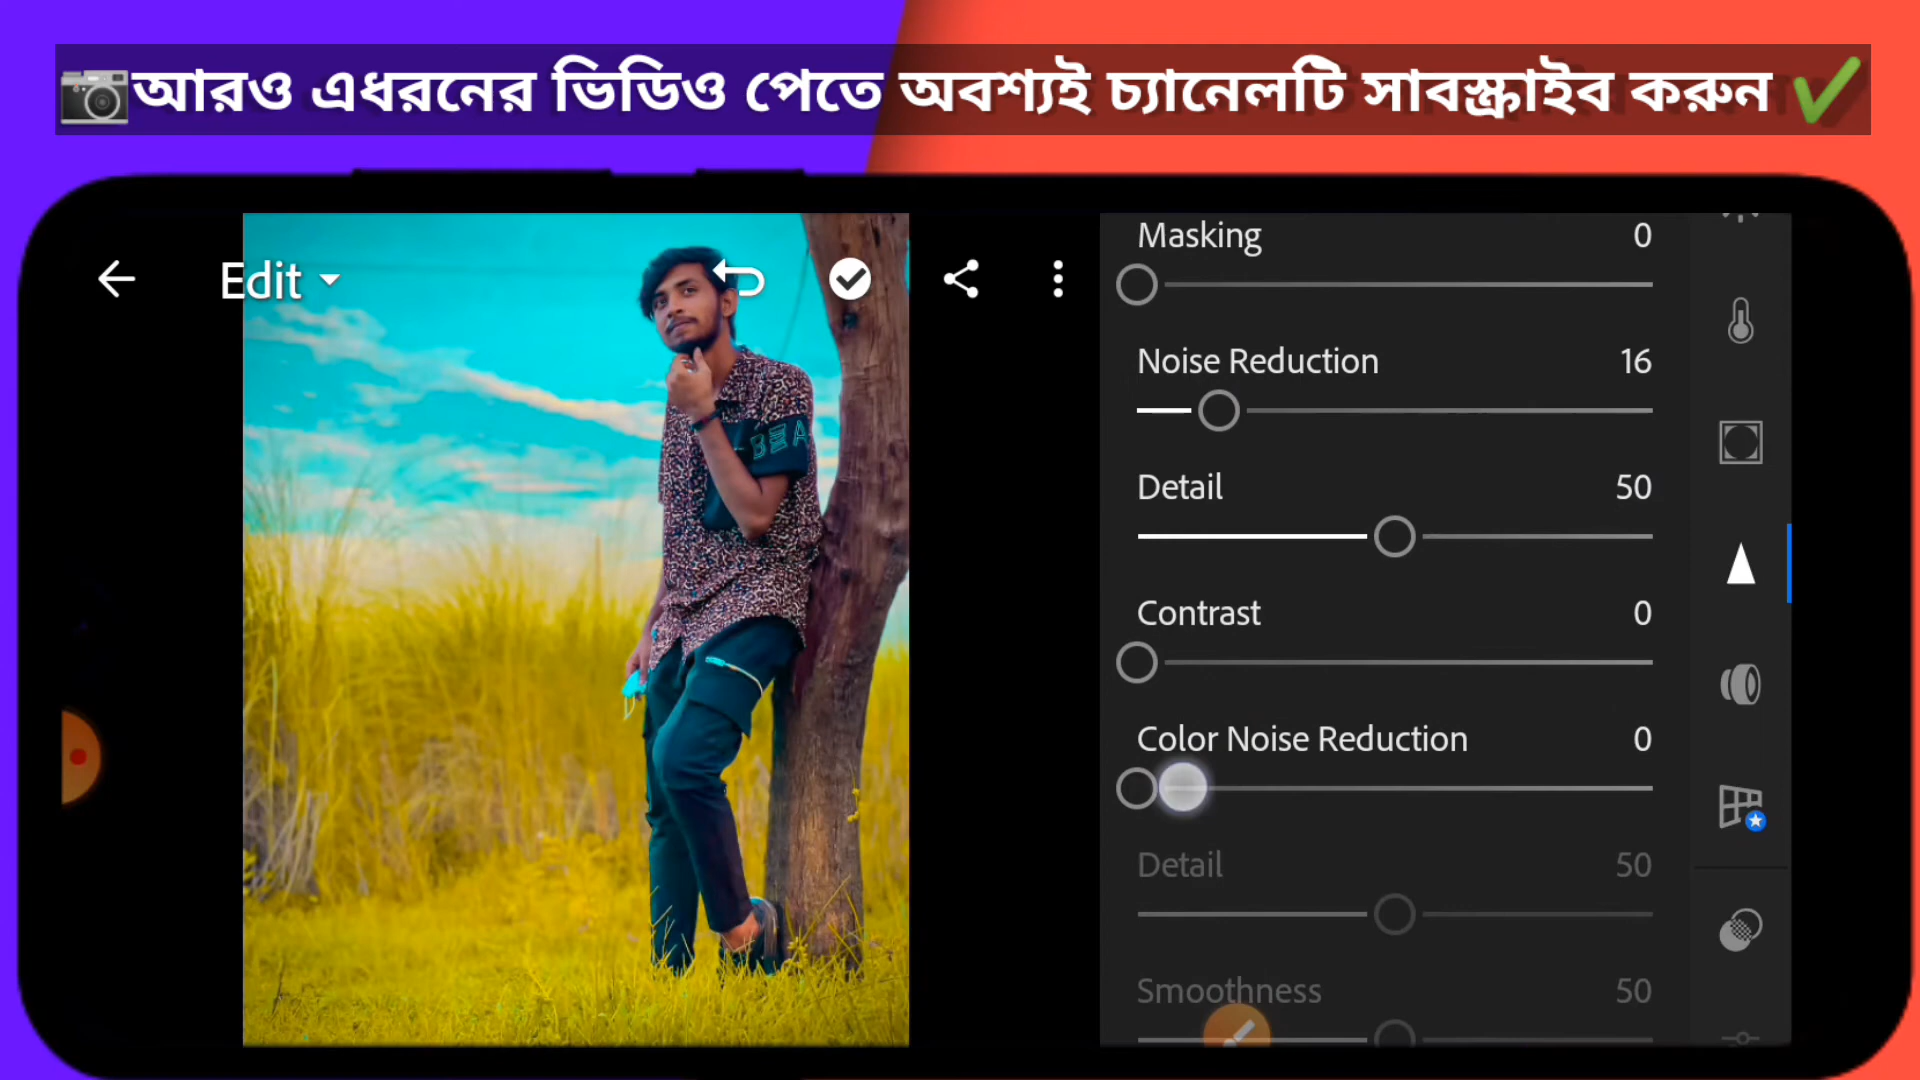 আরও এধরনের ভিডিও পেতে অবশ্যই চ্যানেলটি সাবস্ক্রাইব করুন
Edit
BEA
Masking 0
Noise Reduction 16
Detail 50
Contrast 0
Color Noise Reduction 0
Detail 50
Smoothness 50